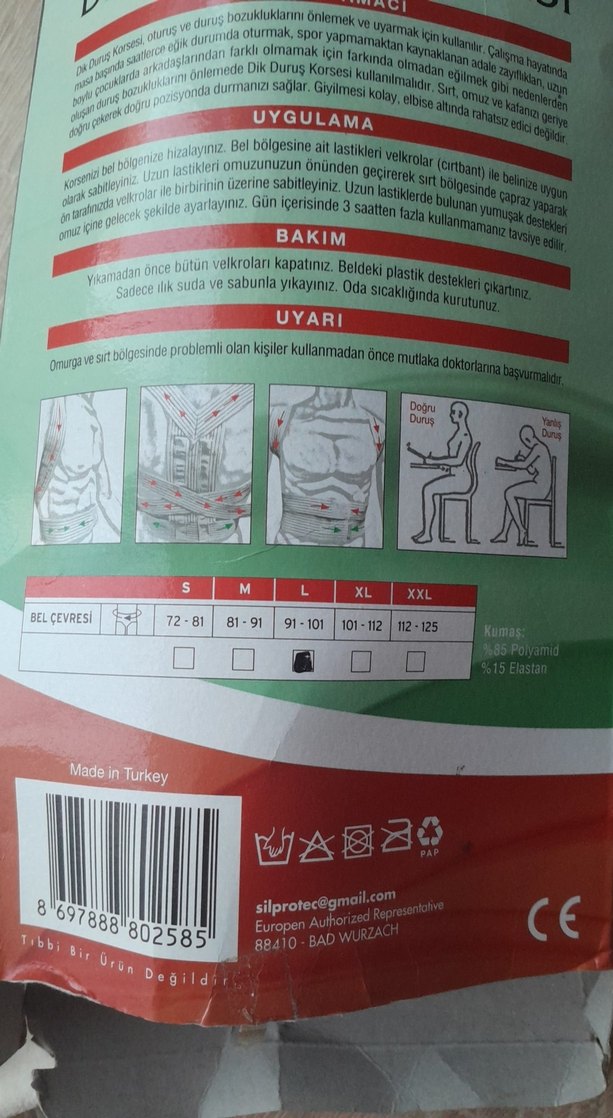 MACI
Dik Duruş Korsesi, oturuş ve duruş bozukluklarını önlemek ve uyarmak için kullanılır. Çalışma hayatında
masa başında saatlerce eğik durumda oturmak, spor yapmamaktan kaynaklanan adale zayıflıkları, uzun
boylu çocuklarda arkadaşlarından farklı olmamak için farkında olmadan eğilmek gibi nedenlerden
oluşan duruş bozukluklarını önlemede Dik Duruş Korsesi kullanılmalıdır. Sırt, omuz ve kafanızı geriye
doğru çekerek doğru pozisyonda durmanızı sağlar. Giyilmesi kolay, elbise altında rahatsız edici değildir.
UYGULAMA
Korsenizi bel bölgenize hizalayınız. Bel bölgesine ait lastikleri velkrolar (cırtbant) ile belinize uygun
olarak sabitleyiniz. Uzun lastikleri omuzunuzun önünden geçirerek sırt bölgesinde çapraz yaparak
ön tarafınızda velkrolar ile birbirinin üzerine sabitleyiniz. Uzun lastiklerde bulunan yumuşak destekleri
omuz içine gelecek şekilde ayarlayınız. Gün içerisinde 3 saatten fazla kullanmamanız tavsiye edilir.
BAKIM
Yıkamadan önce bütün velkroları kapatınız. Beldeki plastik destekleri çıkartınız.
Sadece ılık suda ve sabunla yıkayınız. Oda sıcaklığında kurutunuz.
UYARI
Omurga ve sırt bölgesinde problemli olan kişiler kullanmadan önce mutlaka doktorlarına başvurmalıdır.
Doğru
Duruş
Yanlış
Duruş
S M L XL XXL
BEL ÇEVRESİ 72 - 81 81 - 91 91 - 101 101 - 112 112 - 125
Kumaş:
%85 Polyamid
%15 Elastan
Made in Turkey
8 697888 802585
Tıbbi Bir Ürün Değildir.
PAP
silprotec@gmail.com
Europen Authorized Representative
88410 - BAD WURZACH
CE